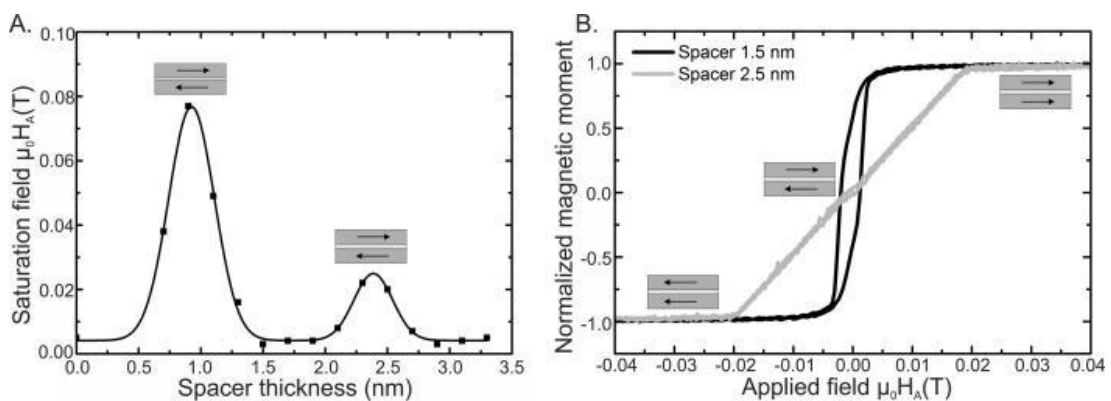 A.
0.10
0.08
0.06
0.04
0.02
0.00
0.0 0.5 1.0 1.5 2.0 2.5 3.0 3.5
Saturation field μ₀H_A(T)
Spacer thickness (nm)
B.
Spacer 1.5 nm
Spacer 2.5 nm
1.0
0.5
0.0
-0.5
-1.0
-0.04 -0.03 -0.02 -0.01 0.00 0.01 0.02 0.03 0.04
Normalized magnetic moment
Applied field μ₀H_A(T)